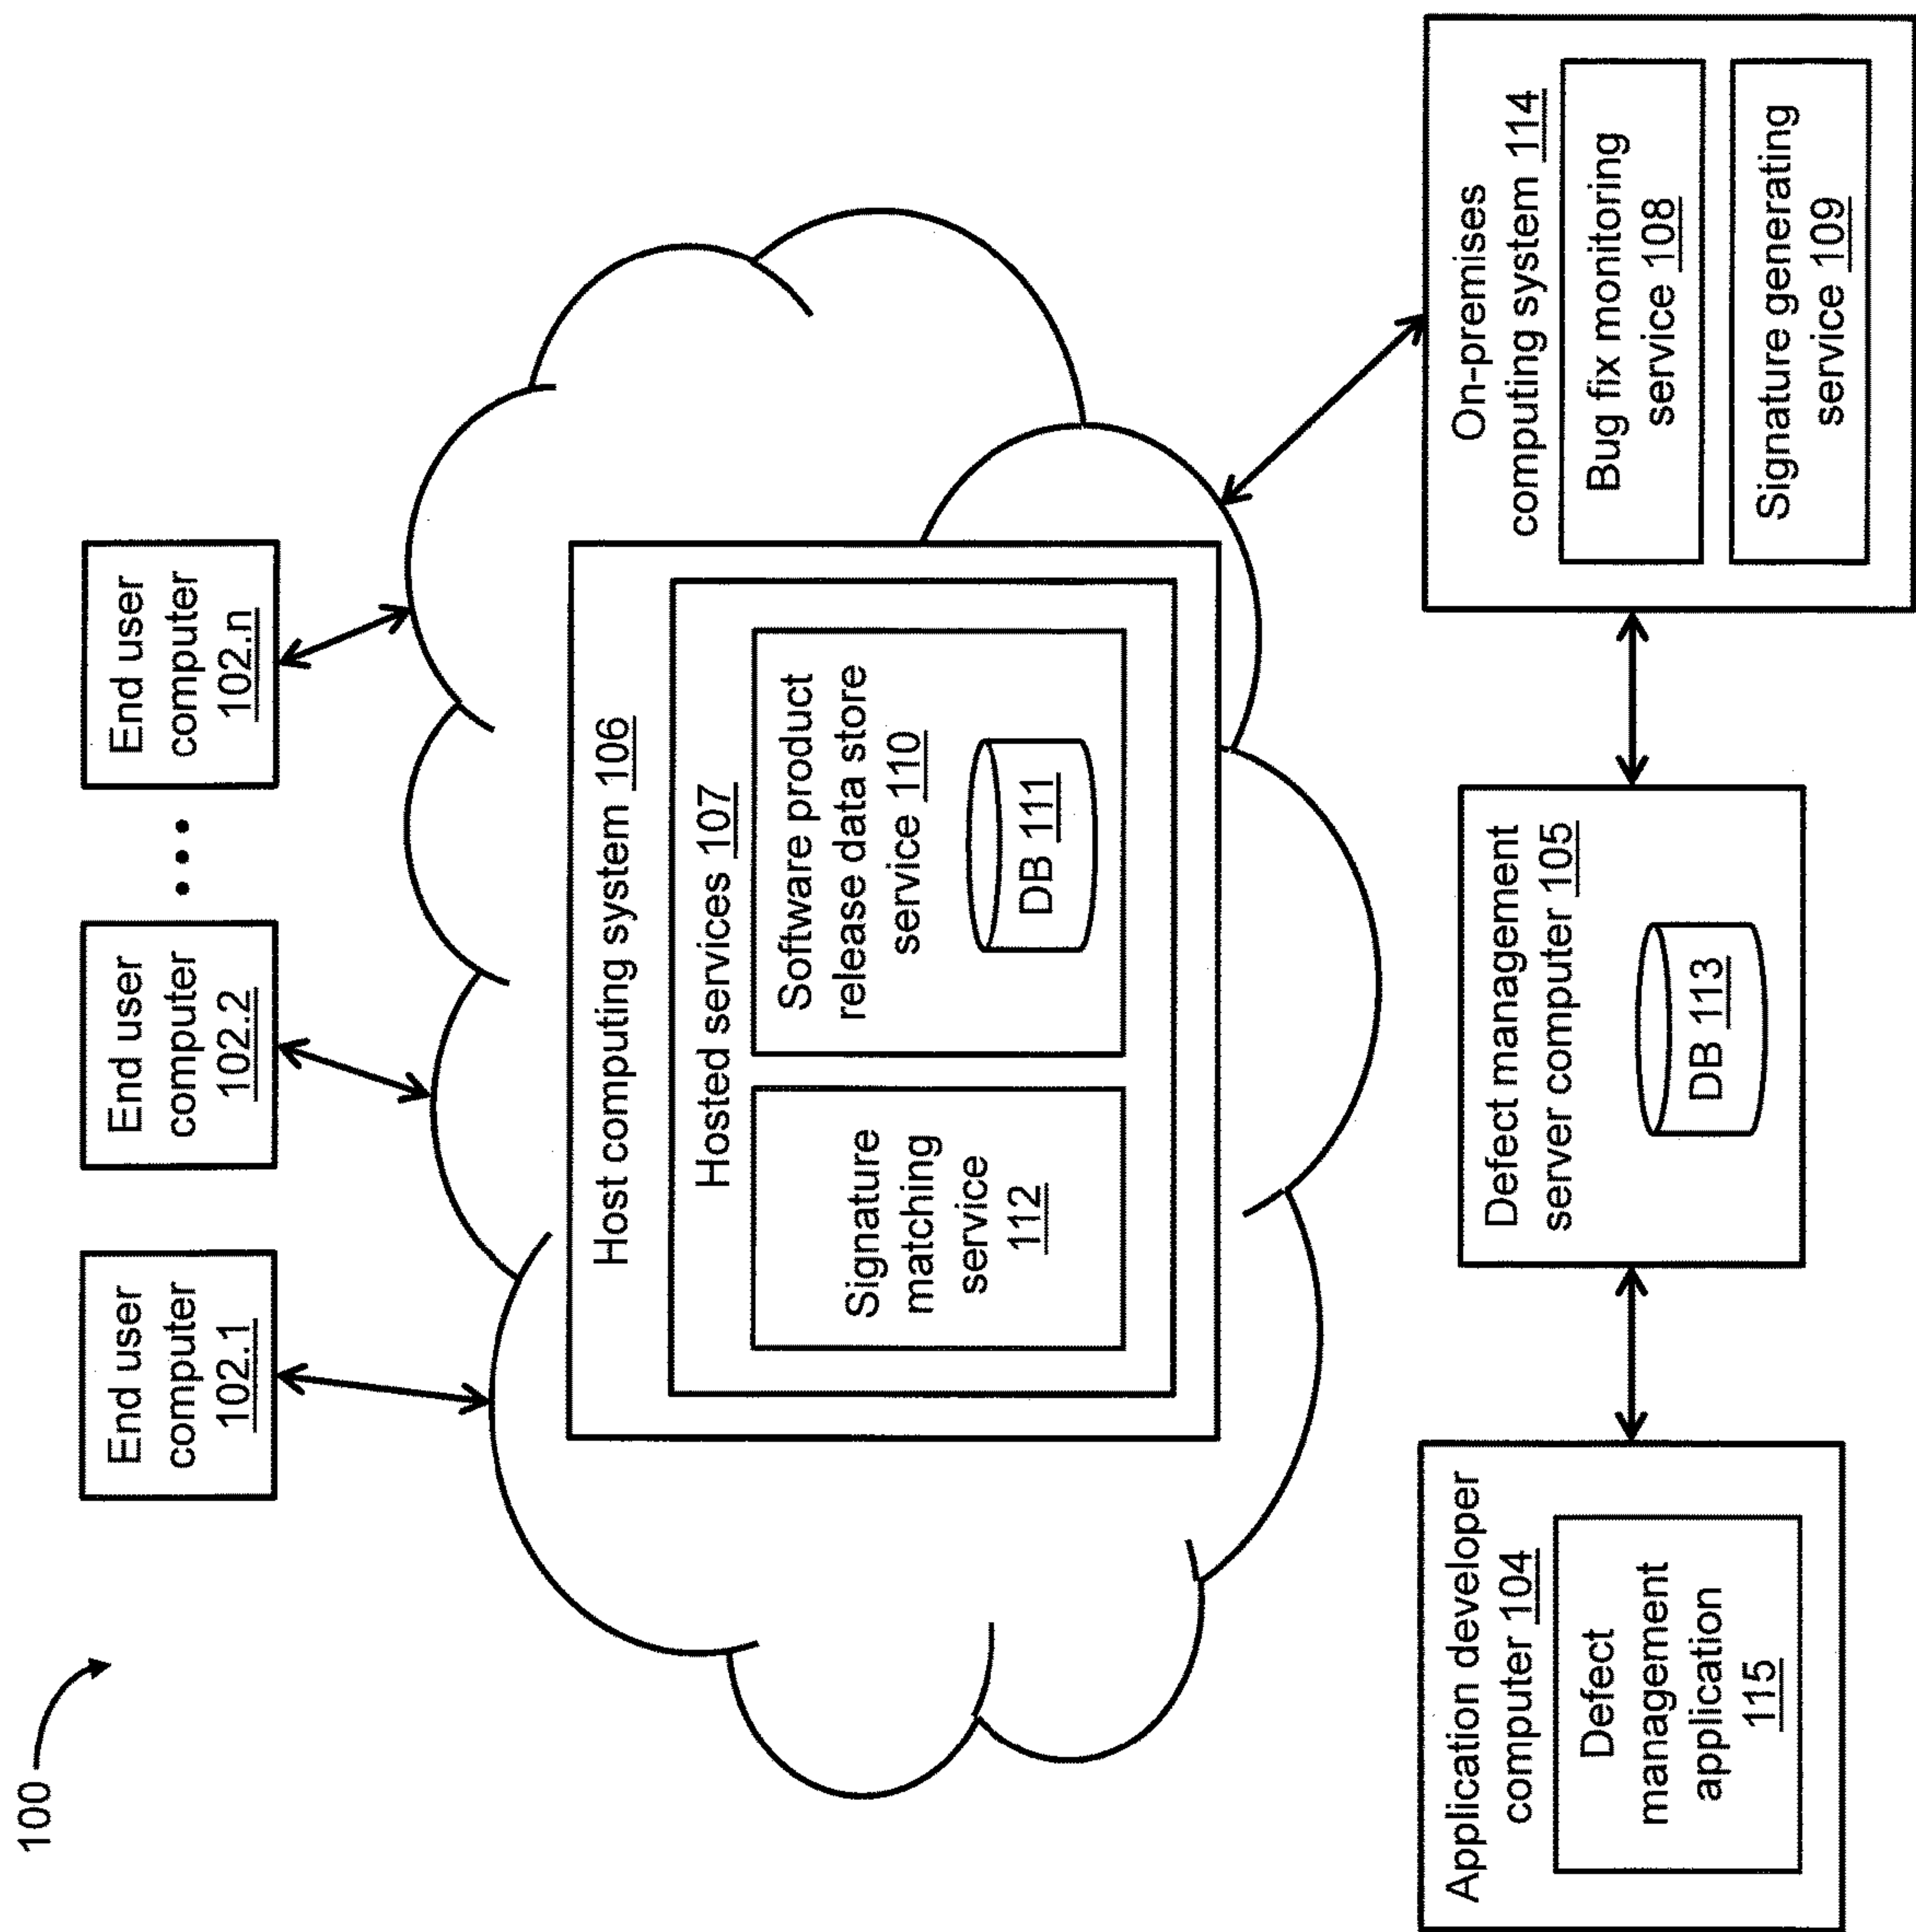 100
End user
computer
102.1
End user
computer
102.2
• • •
End user
computer
102.n
Host computing system 106
Hosted services 107
Signature
matching
service
112
Software product
release data store
service 110
DB 111
Application developer
computer 104
Defect
management
application
115
Defect management
server computer 105
DB 113
On-premises
computing system 114
Bug fix monitoring
service 108
Signature generating
service 109